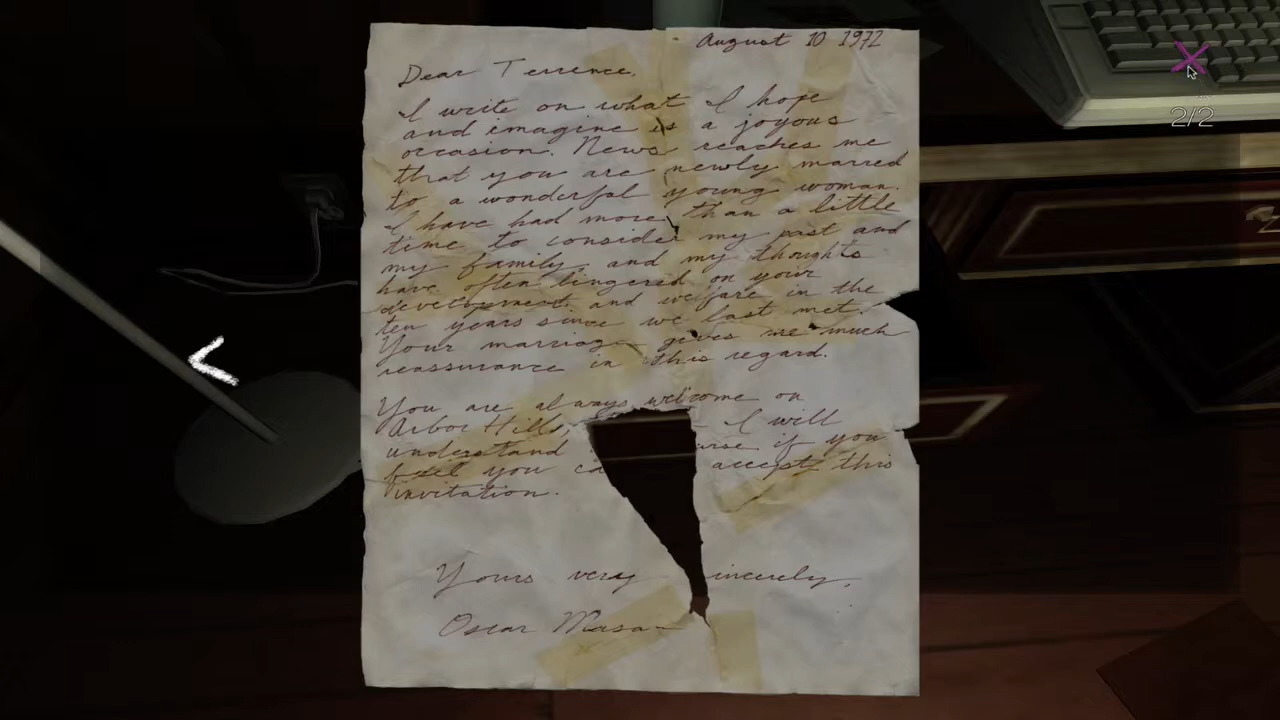 August 10 1972
Dear Terrence,
I write on what I hope
and imagine is a joyous
occasion. News reaches me
that you are newly married
to a wonderful young woman.
I have had more than a little
time to consider my past and
my family, and my thoughts
have often lingered on your
development and welfare in the
ten years since we last met.
Your marriage gives me much
reassurance in this regard.
You are always welcome on
Arbor Hill, I will
understand if you
feel you accept this
invitation.
Yours very
Oscar Masan
2/2